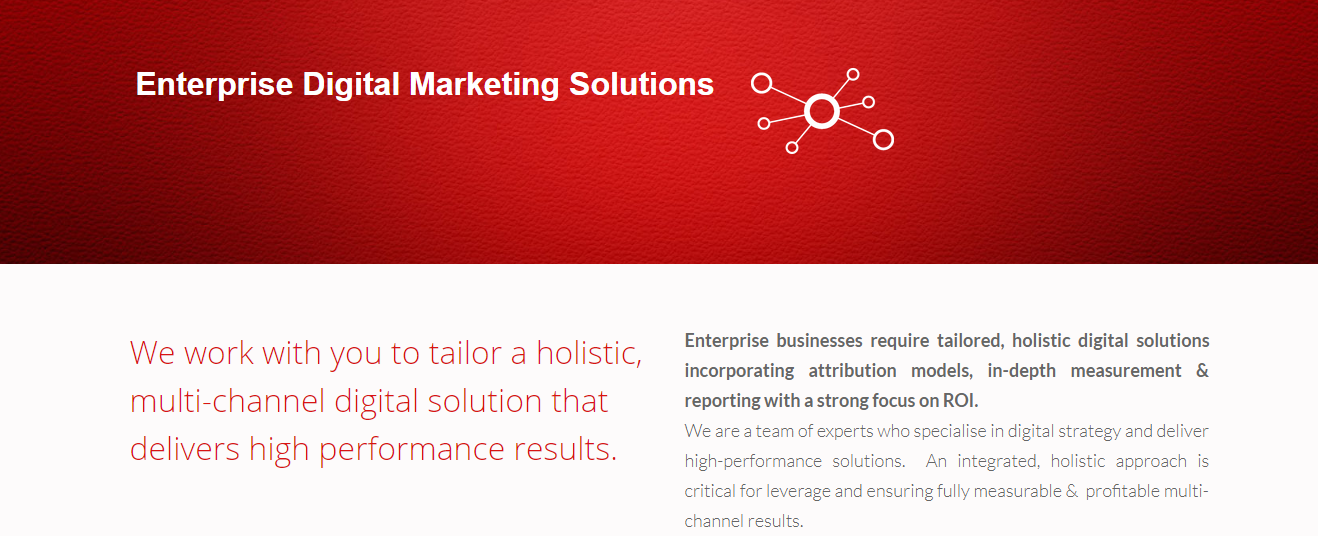 Enterprise Digital Marketing Solutions
We work with you to tailor a holistic,
multi-channel digital solution that
delivers high performance results.
Enterprise businesses require tailored, holistic digital solutions
incorporating attribution models, in-depth measurement &
reporting with a strong focus on ROI.
We are a team of experts who specialise in digital strategy and deliver
high-performance solutions.  An integrated, holistic approach is
critical for leverage and ensuring fully measurable &  profitable multi-
channel results.